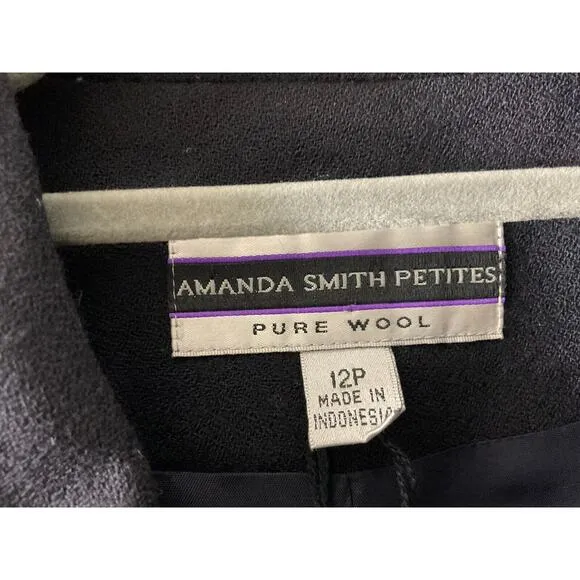 AMANDA SMITH PETITES
PURE WOOL
12P
MADE IN
INDONESIA